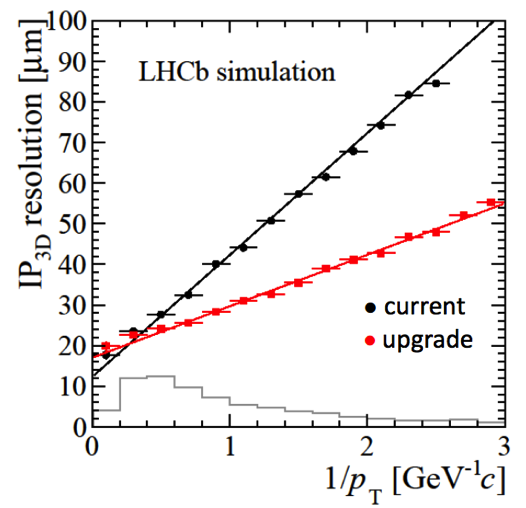 IP3D resolution [μm]
100
90
80
70
60
50
40
30
20
10
0
LHCb simulation
current
upgrade
0 1 2 3
1/pT [GeV-1c]